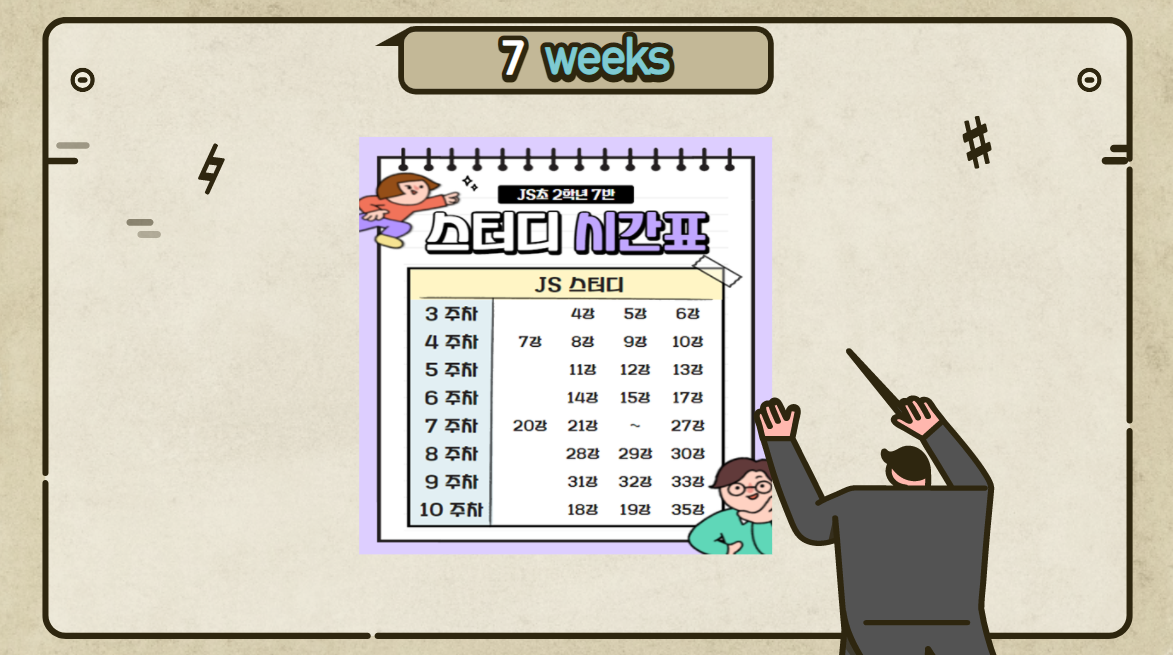 7 weeks
JS초 2학년 7반
스터디 시간표
JS 스터디
3 주차 4강 5강 6강
4 주차 7강 8강 9강 10강
5 주차 11강 12강 13강
6 주차 14강 15강 17강
7 주차 20강 21강 ~ 27강
8 주차 28강 29강 30강
9 주차 31강 32강 33강
10 주차 18강 19강 35강